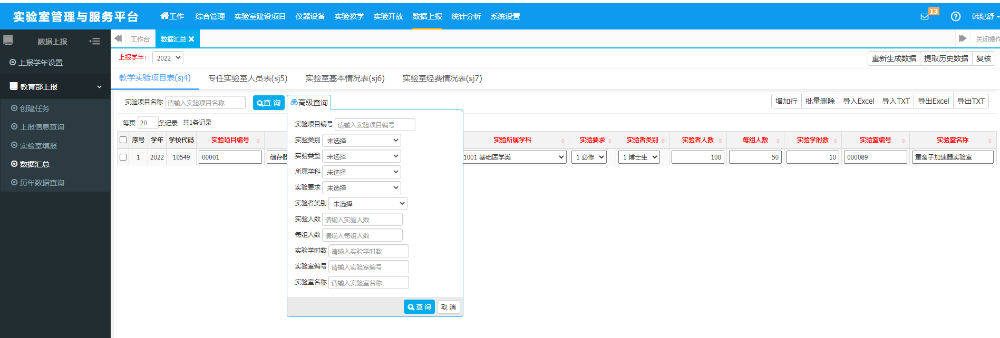 实验室管理与服务平台 工作 综合管理 实验室建设项目 仪器设备 实验教学 实验开放 数据上报 统计分析 系统设置 13 韩纪舒
数据上报 工作台 数据汇总 关闭操作
上报学年设置
上报学年： 2022 重新生成数据 提取历史数据 复核
教育部上报
教学实验项目表(sj4) 专任实验室人员表(sj5) 实验室基本情况表(sj6) 实验室经费情况表(sj7)
创建任务
上报信息查询
实验室填报
数据汇总
历年数据查询
实验项目名称 请输入实验项目名称 查 询 高级查询 增加行 批量删除 导入Excel 导入TXT 导出Excel 导出TXT
每页 20 条记录 共1条记录
序号 学年 学校代码 实验项目编号 实验所属学科 实验要求 实验者类别 实验者人数 每组人数 实验学时数 实验室编号 实验室名称
1 2022 10549 00001 储存器 1001 基础医学类 1 必修 1 博士生 100 50 10 000089 重离子加速器实验室
实验项目编号 请输入实验项目编号
实验类别 未选择
实验类型 未选择
所属学科 未选择
实验要求 未选择
实验者类别 未选择
实验人数 请输入实验人数
每组人数 请输入每组人数
实验学时数 请输入实验学时数
实验室编号 请输入实验室编号
实验室名称 请输入实验室名称
查 询 取 消